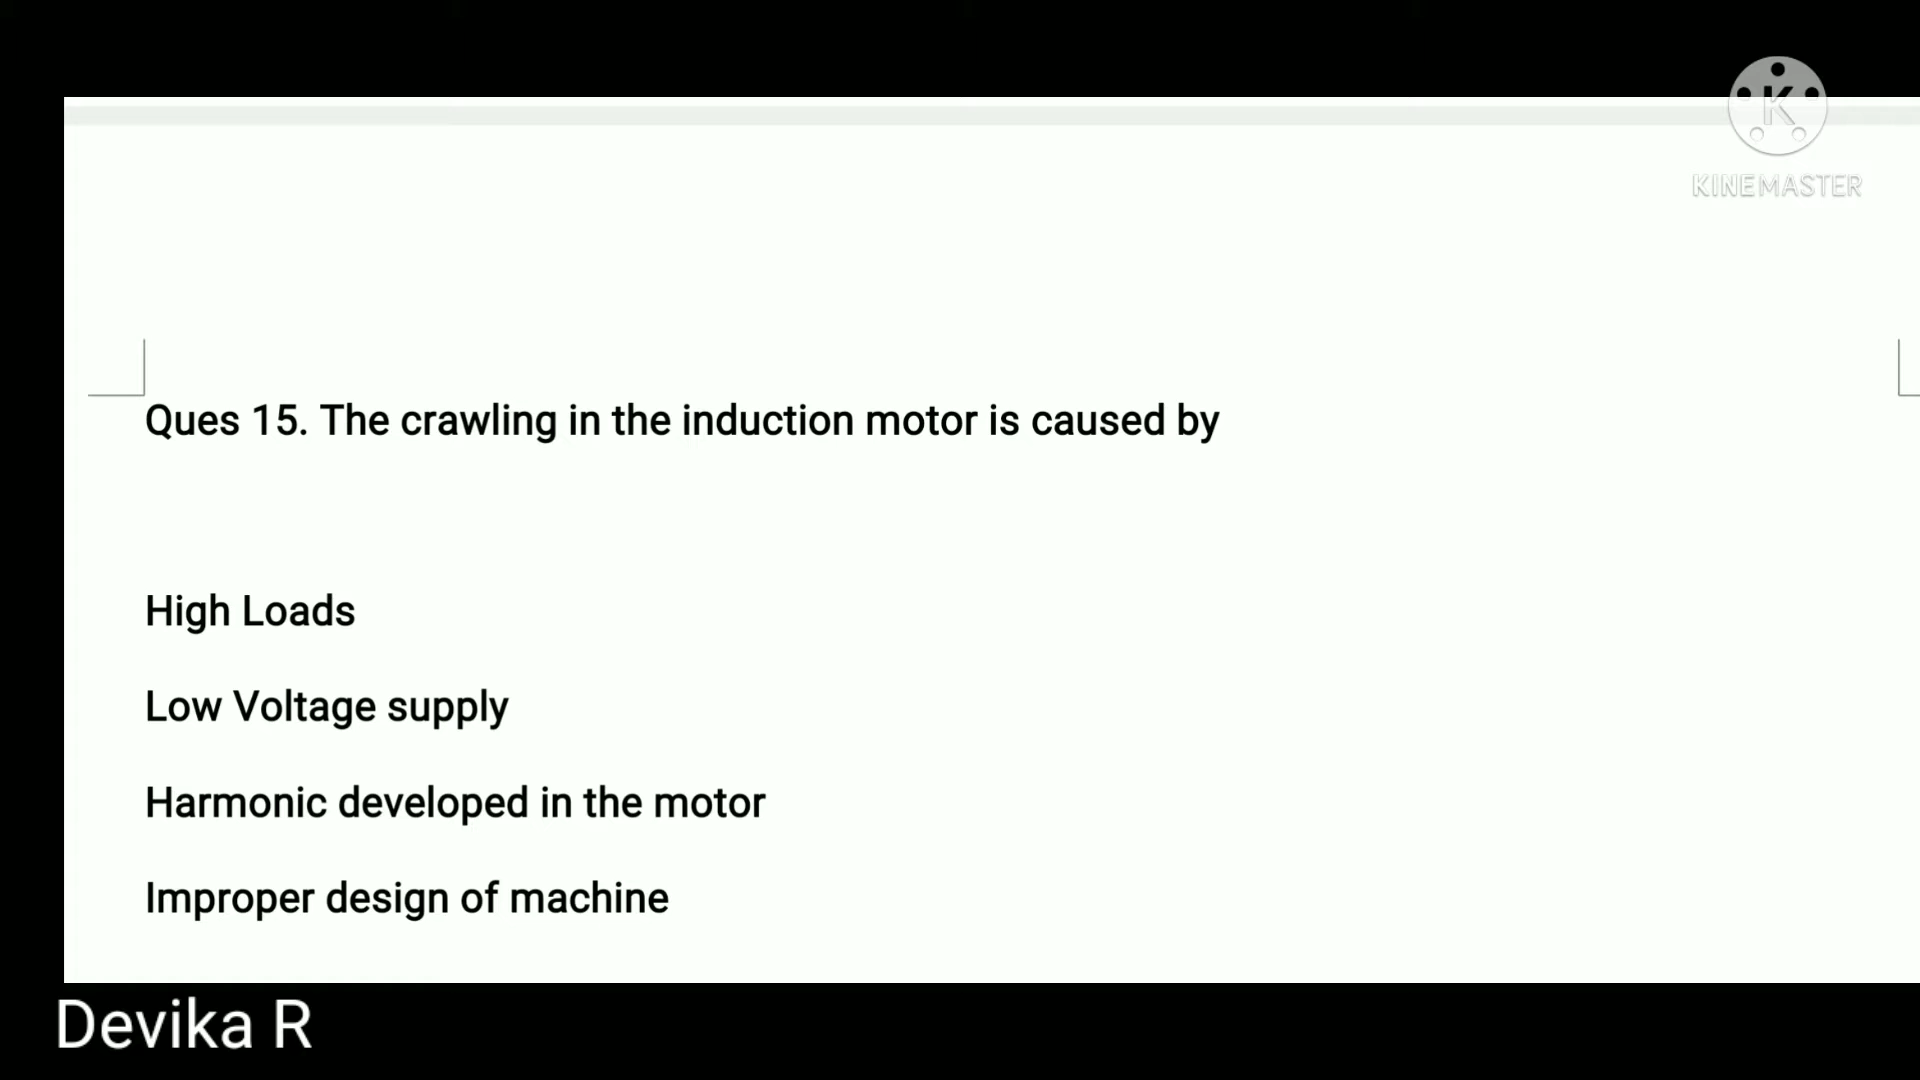 K
KINEMASTER
Ques 15. The crawling in the induction motor is caused by
High Loads
Low Voltage supply
Harmonic developed in the motor
Improper design of machine
Devika R